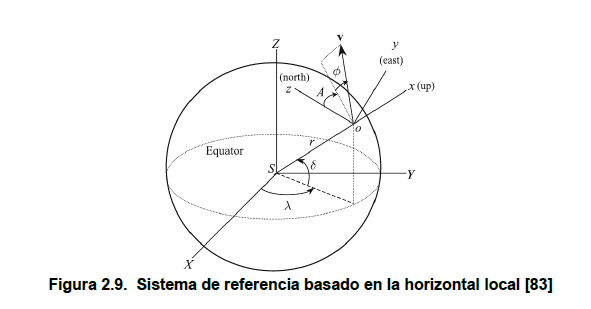 Z
v
y
(east)
(north)
z
A
ϕ
x (up)
o
r
Equator
S
δ
Y
λ
X
Figura 2.9. Sistema de referencia basado en la horizontal local [83]